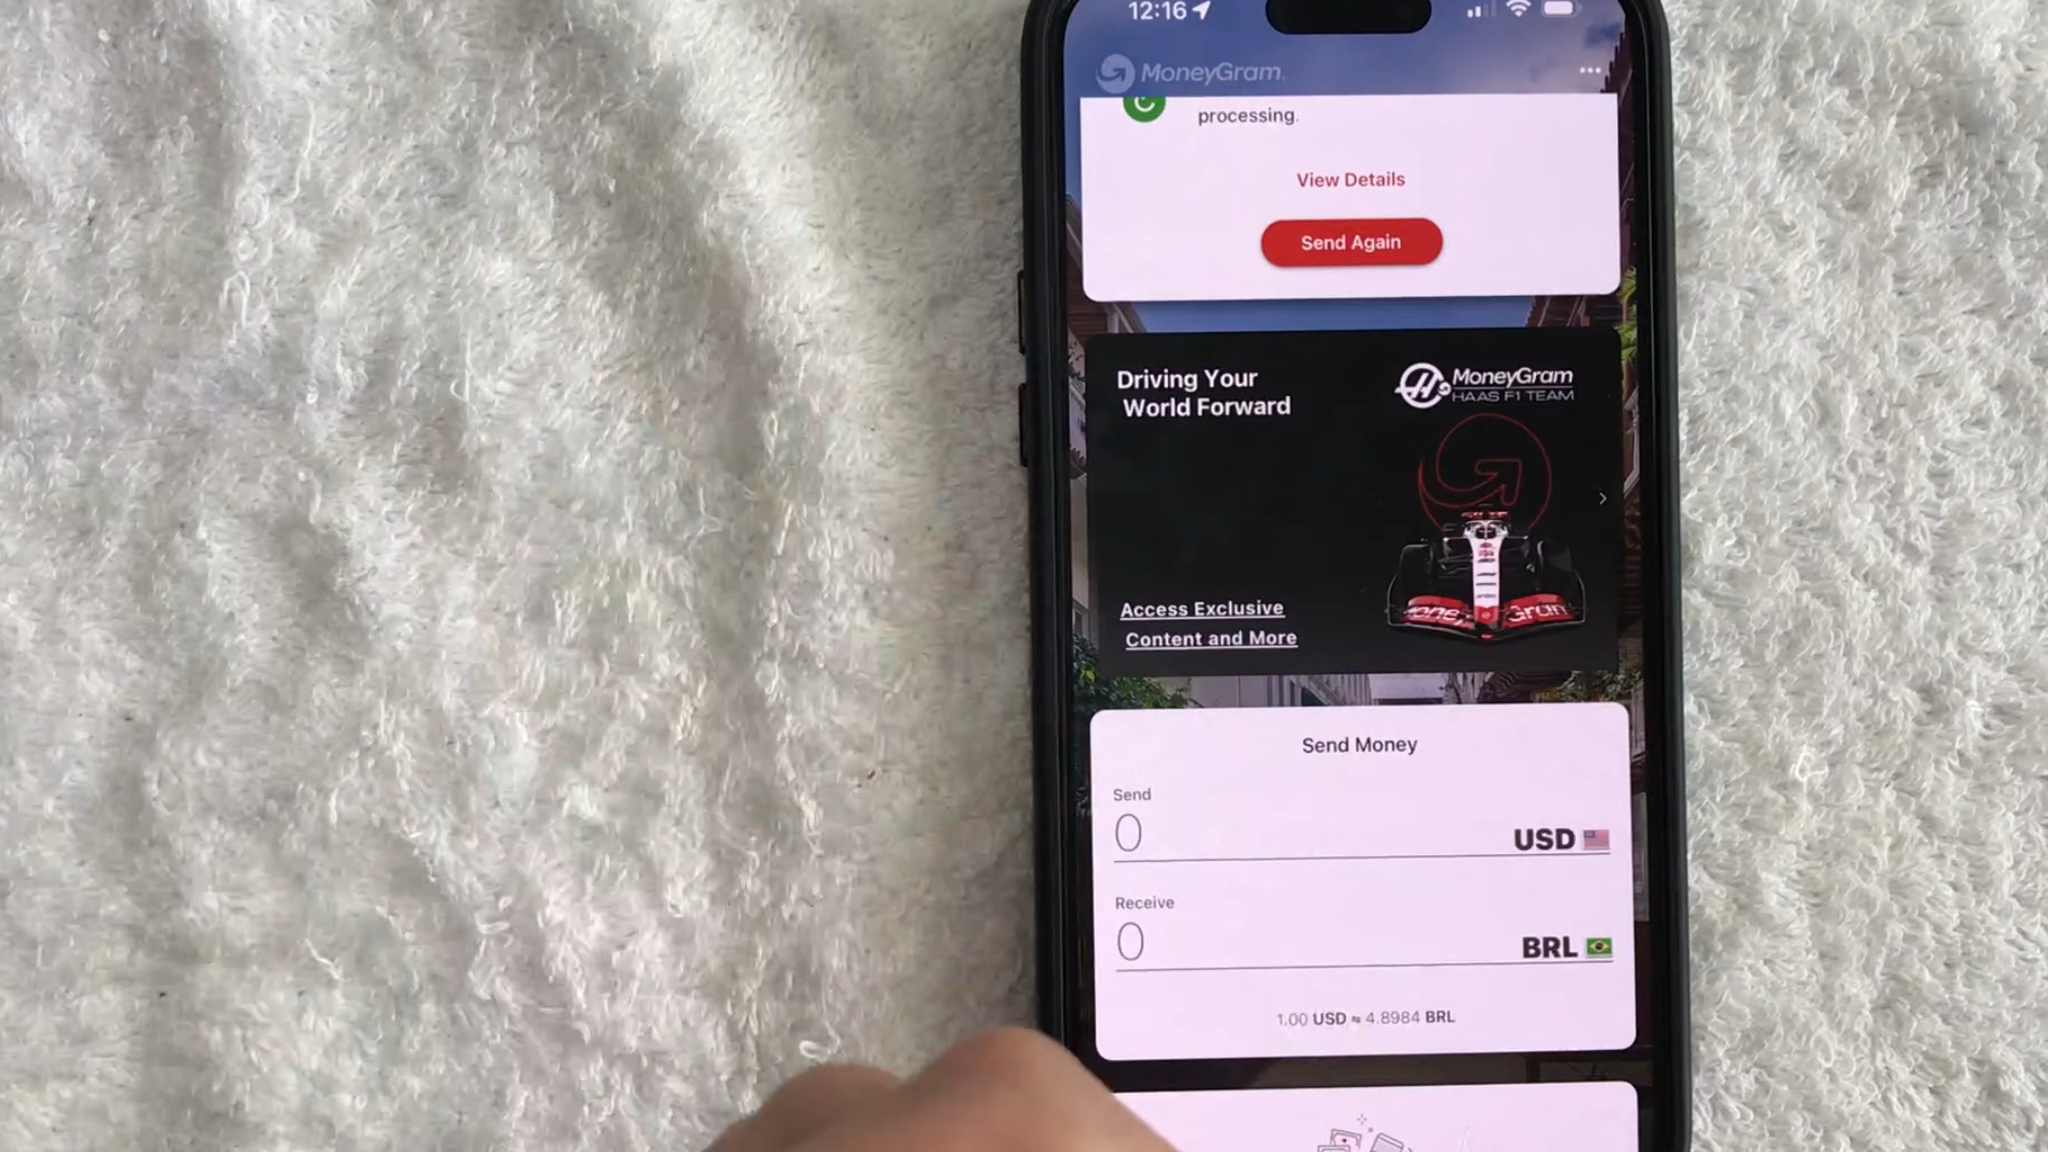 12:16
MoneyGram
processing.
View Details
Send Again
Driving Your
World Forward
MoneyGram
HAAS F1 TEAM
Access Exclusive
Content and More
Send Money
Send
0
USD
Receive
0
BRL
1.00 USD ≈ 4.8984 BRL